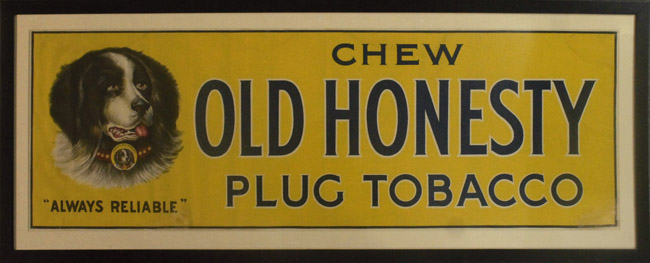 CHEW
OLD HONESTY
PLUG TOBACCO
"ALWAYS RELIABLE."